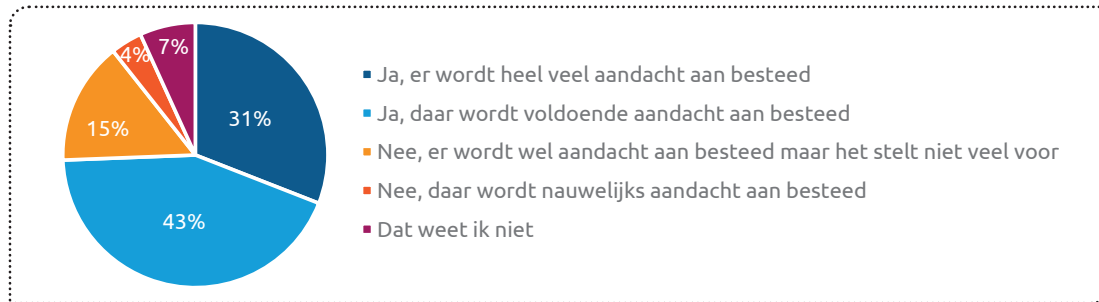 4%
7%
31%
15%
43%
Ja, er wordt heel veel aandacht aan besteed
Ja, daar wordt voldoende aandacht aan besteed
Nee, er wordt wel aandacht aan besteed maar het stelt niet veel voor
Nee, daar wordt nauwelijks aandacht aan besteed
Dat weet ik niet